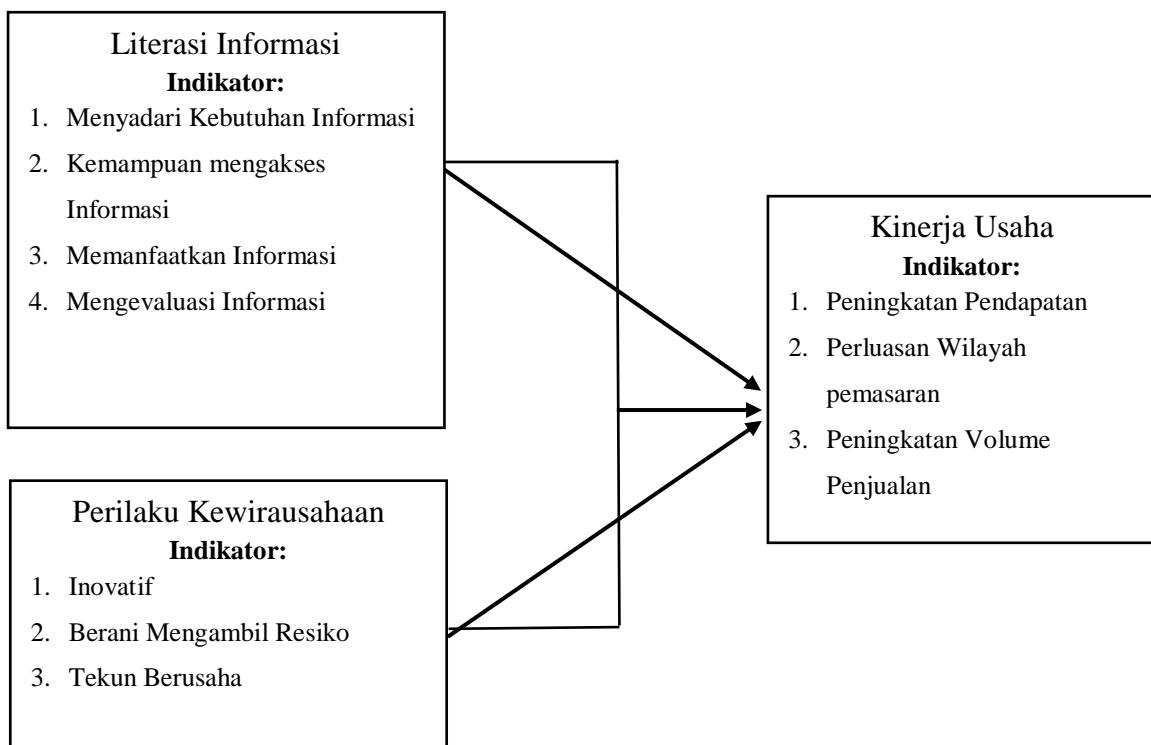 Literasi Informasi
Indikator:
1. Menyadari Kebutuhan Informasi
2. Kemampuan mengakses
Informasi
3. Memanfaatkan Informasi
4. Mengevaluasi Informasi
Perilaku Kewirausahaan
Indikator:
1. Inovatif
2. Berani Mengambil Resiko
3. Tekun Berusaha
Kinerja Usaha
Indikator:
1. Peningkatan Pendapatan
2. Perluasan Wilayah
pemasaran
3. Peningkatan Volume
Penjualan